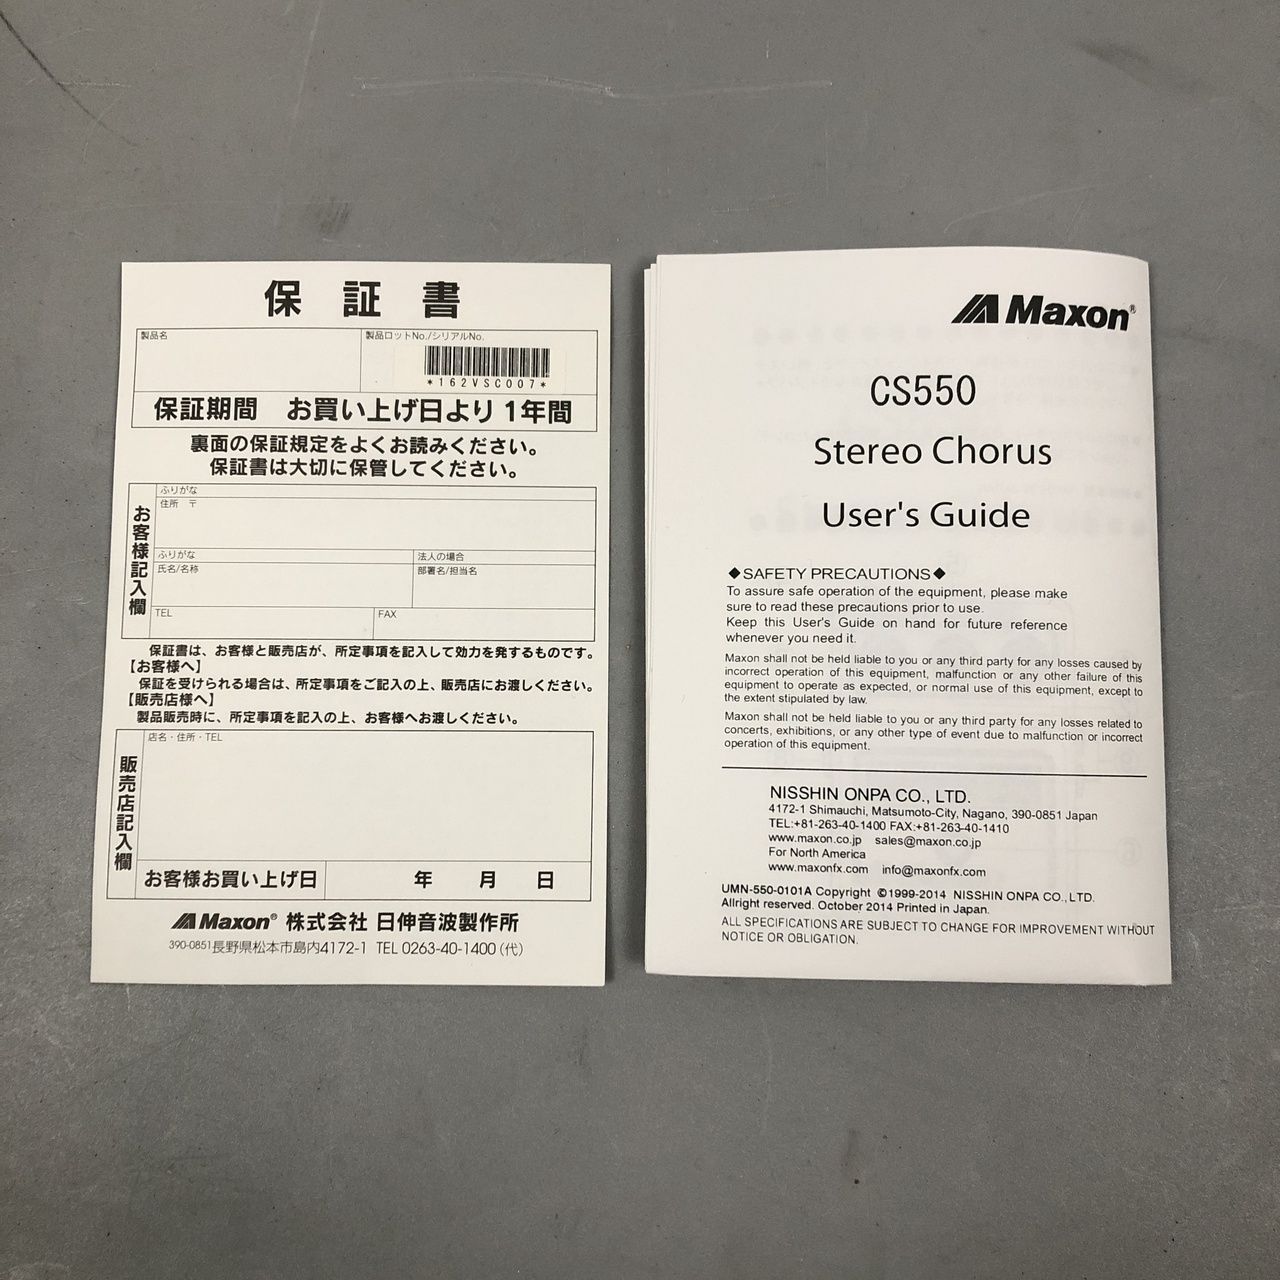 保証書
製品名
製品ロットNo./シリアルNo.
*162VSC007*
保証期間 お買い上げ日より1年間
裏面の保証規定をよくお読みください。
保証書は大切に保管してください。
お客様記入欄
ふりがな
住所 〒
ふりがな
氏名/名称
法人の場合
部署名/担当名
TEL
FAX
保証書は、お客様と販売店が、所定事項を記入して効力を発するものです。
【お客様へ】
保証を受けられる場合は、所定事項をご記入の上、販売店にお渡しください。
【販売店様へ】
製品販売時に、所定事項を記入の上、お客様へお渡しください。
販売店記入欄
店名・住所・TEL
お客様お買い上げ日 年 月 日
Maxon® 株式会社 日伸音波製作所
390-0851長野県松本市島内4172-1 TEL 0263-40-1400（代）
Maxon®
CS550
Stereo Chorus
User's Guide
◆SAFETY PRECAUTIONS◆
To assure safe operation of the equipment, please make
sure to read these precautions prior to use.
Keep this User's Guide on hand for future reference
whenever you need it.
Maxon shall not be held liable to you or any third party for any losses caused by
incorrect operation of this equipment, malfunction or any other failure of this
equipment to operate as expected, or normal use of this equipment, except to
the extent stipulated by law.
Maxon shall not be held liable to you or any third party for any losses related to
concerts, exhibitions, or any other type of event due to malfunction or incorrect
operation of this equipment.
NISSHIN ONPA CO., LTD.
4172-1 Shimauchi, Matsumoto-City, Nagano, 390-0851 Japan
TEL:+81-263-40-1400 FAX:+81-263-40-1410
www.maxon.co.jp sales@maxon.co.jp
For North America
www.maxonfx.com info@maxonfx.com
UMN-550-0101A Copyright ©1999-2014 NISSHIN ONPA CO., LTD.
Allright reserved. October 2014 Printed in Japan.
ALL SPECIFICATIONS ARE SUBJECT TO CHANGE FOR IMPROVEMENT WITHOUT
NOTICE OR OBLIGATION.